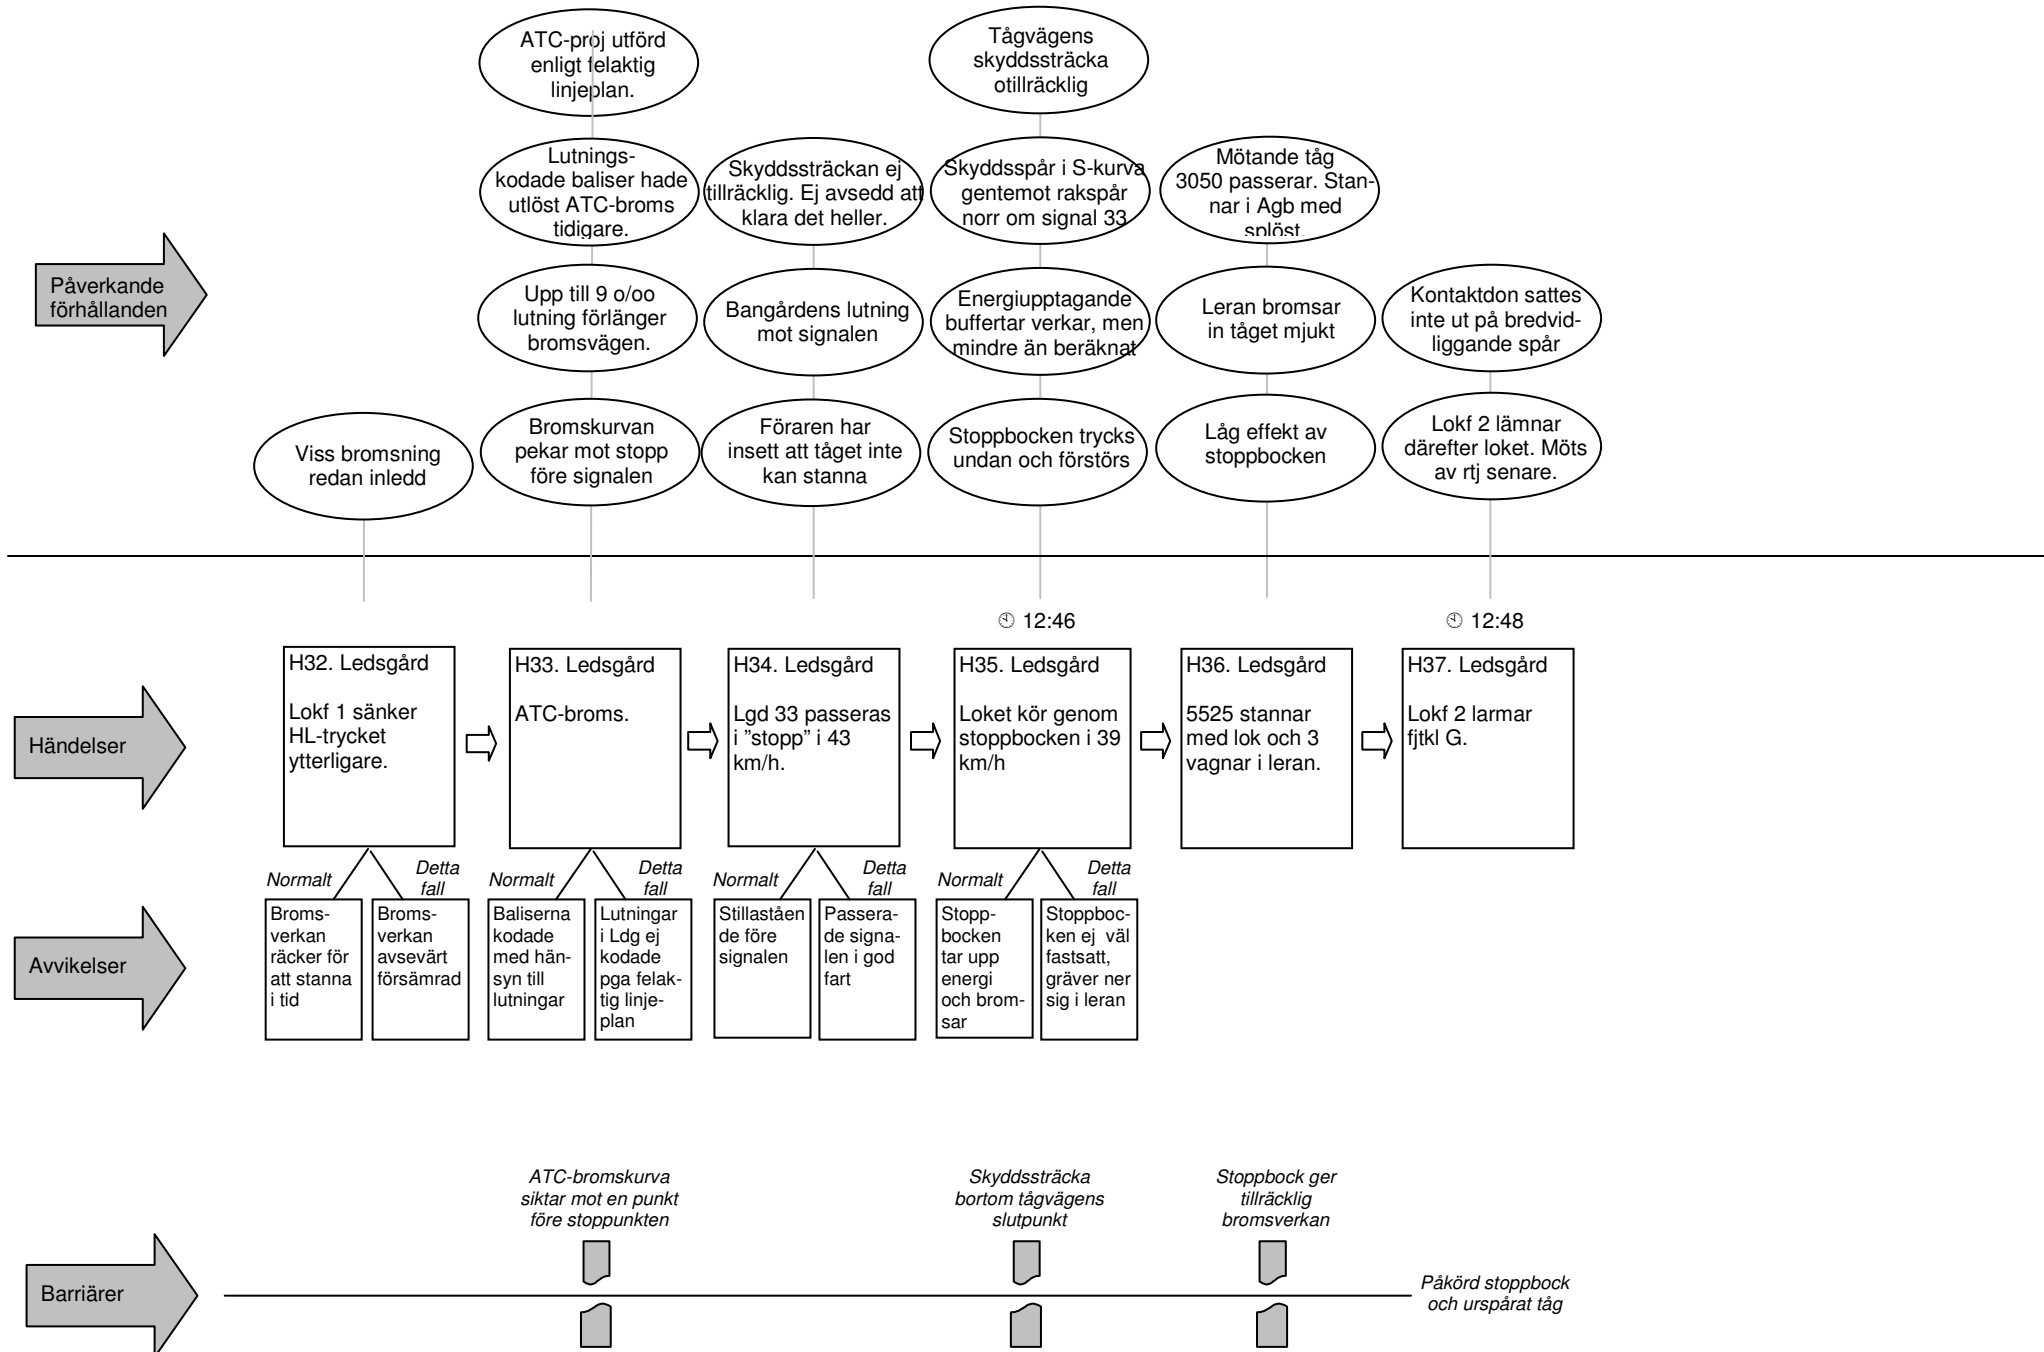 ATC-proj utförd
enligt felaktig
linjeplan.
Tågvägens
skyddssträcka
otillräcklig
Lutnings-
kodade baliser hade
utlöst ATC-broms
tidigare.
Skyddssträckan ej
tillräcklig. Ej avsedd att
klara det heller.
Skyddsspår i S-kurva
gentemot rakspår
norr om signal 33
Mötande tåg
3050 passerar. Stan-
nar i Agb med
splöst.
Påverkande
förhållanden
Upp till 9 o/oo
lutning förlänger
bromsvägen.
Bangårdens lutning
mot signalen
Energiupptagande
buffertar verkar, men
mindre än beräknat
Leran bromsar
in tåget mjukt
Kontaktdon sattes
inte ut på bredvid-
liggande spår
Viss bromsning
redan inledd
Bromskurvan
pekar mot stopp
före signalen
Föraren har
insett att tåget inte
kan stanna
Stoppbocken trycks
undan och förstörs
Låg effekt av
stoppbocken
Lokf 2 lämnar
därefter loket. Möts
av rtj senare.
12:46
12:48
Händelser
H32. Ledsgård
Lokf 1 sänker
HL-trycket
ytterligare.
H33. Ledsgård
ATC-broms.
H34. Ledsgård
Lgd 33 passeras
i ”stopp” i 43
km/h.
H35. Ledsgård
Loket kör genom
stoppbocken i 39
km/h
H36. Ledsgård
5525 stannar
med lok och 3
vagnar i leran.
H37. Ledsgård
Lokf 2 larmar
fjtkl G.
Avvikelser
Normalt
Detta
fall
Broms-
verkan
räcker för
att stanna
i tid
Broms-
verkan
avsevärt
försämrad
Normalt
Detta
fall
Baliserna
kodade
med hän-
syn till
lutningar
Lutningar
i Ldg ej
kodade
pga felak-
tig linje-
plan
Normalt
Detta
fall
Stillaståen
de före
signalen
Passera-
de signa-
len i god
fart
Normalt
Detta
fall
Stopp-
bocken
tar upp
energi
och brom-
sar
Stoppboc-
ken ej väl
fastsatt,
gräver ner
sig i leran
ATC-bromskurva
siktar mot en punkt
före stoppunkten
Skyddssträcka
bortom tågvägens
slutpunkt
Stoppbock ger
tillräcklig
bromsverkan
Barriärer
Påkörd stoppbock
och urspårat tåg